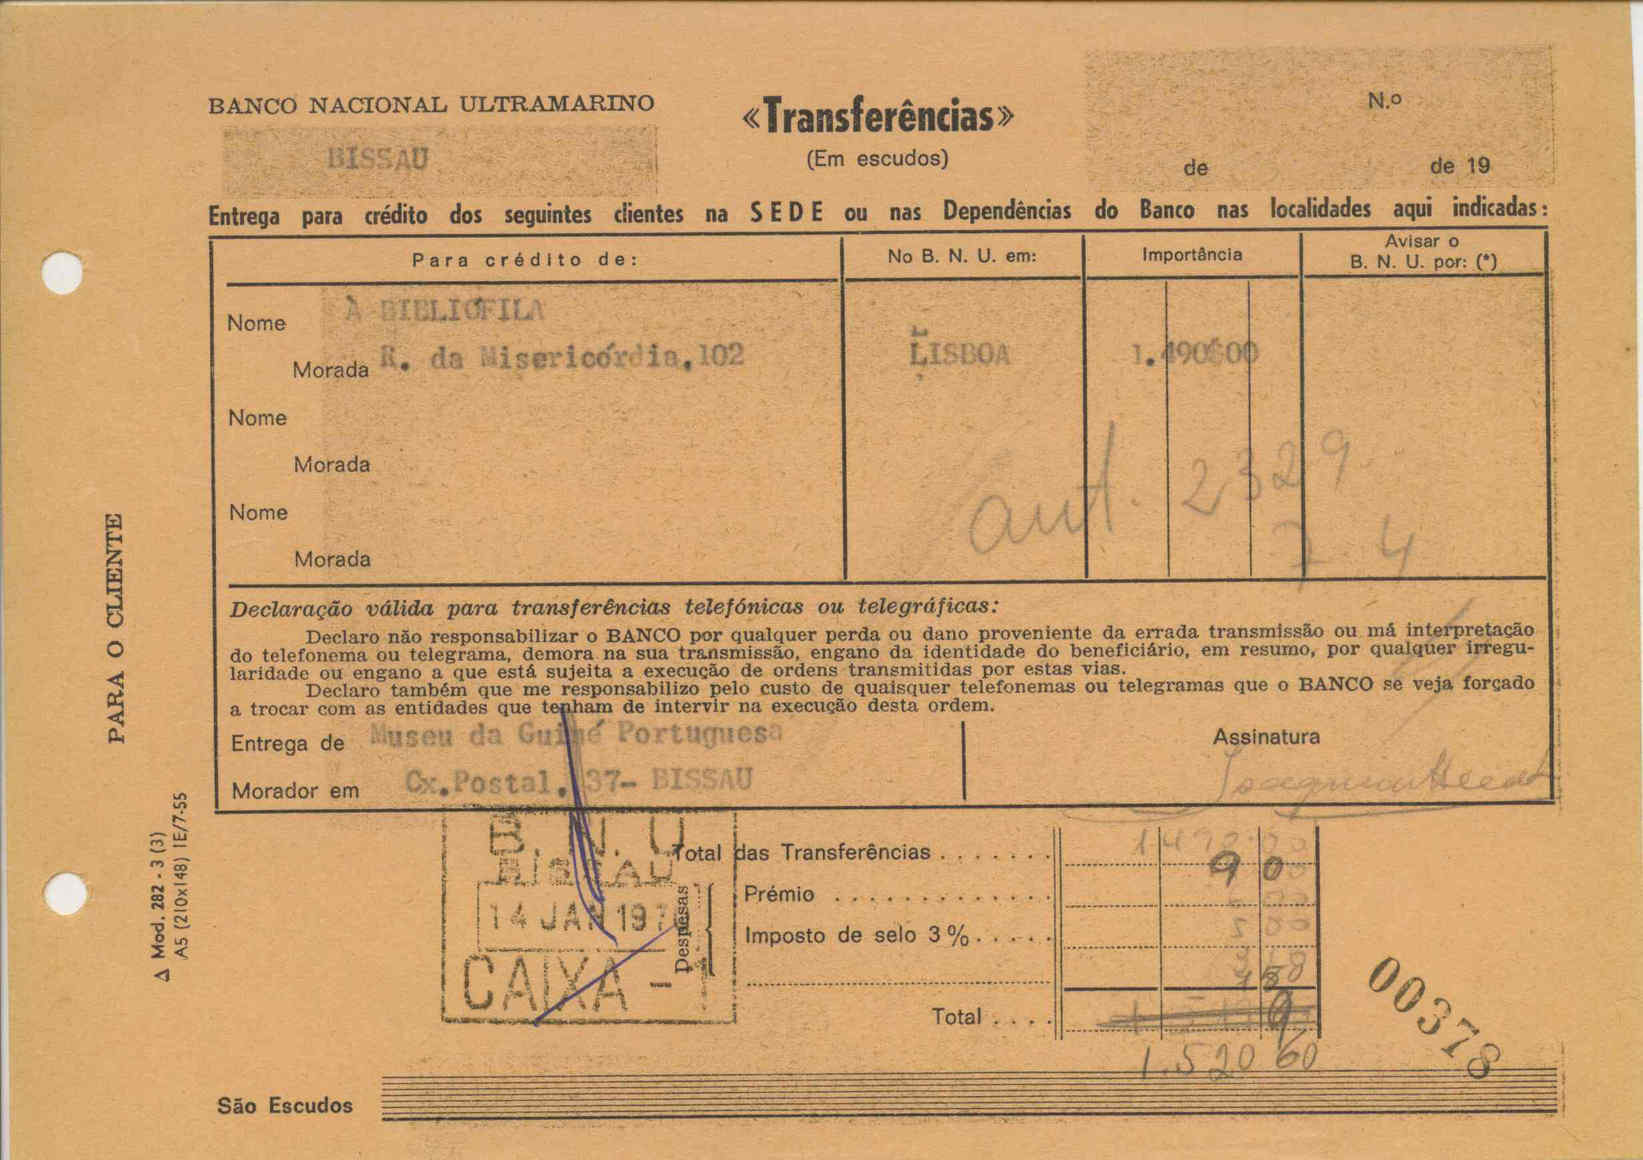 BANCO NACIONAL ULTRAMARINO
«Transferências»
N.º
BISSAU
(Em escudos)
de de 19
Entrega para crédito dos seguintes clientes na SEDE ou nas Dependências do Banco nas localidades aqui indicadas:
Para crédito de:
No B. N. U. em:
Importância
Avisar o
B. N. U. por: (*)
Nome À BIBLIÓFILA
Morada R. da Misericórdia,102 LISBOA 1.490$00
Nome
Morada
Nome
Morada
aut. 2329
74
Declaração válida para transferências telefónicas ou telegráficas:
Declaro não responsabilizar o BANCO por qualquer perda ou dano proveniente da errada transmissão ou má interpretação
do telefonema ou telegrama, demora na sua transmissão, engano da identidade do beneficiário, em resumo, por qualquer irregu-
laridade ou engano a que está sujeita a execução de ordens transmitidas por estas vias.
Declaro também que me responsabilizo pelo custo de quaisquer telefonemas ou telegramas que o BANCO se veja forçado
a trocar com as entidades que tenham de intervir na execução desta ordem.
Entrega de Museu da Guiné Portuguesa
Assinatura
Morador em Cx.Postal. 37- BISSAU
B. N. U
BISSAU
14 JAN 197
CAIXA - 1
Total das Transferências
90
Despesas
Prémio
Imposto de selo 3%
Total
1.520 60
00378
São Escudos
PARA O CLIENTE
Δ Mod. 282 - 3 (3)
A5 (210x148) IE/7-55